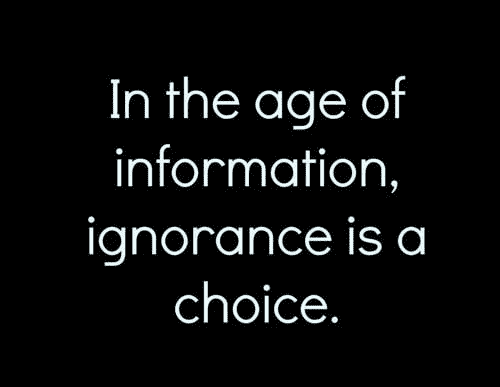 In the age of
information,
ignorance is a
choice.